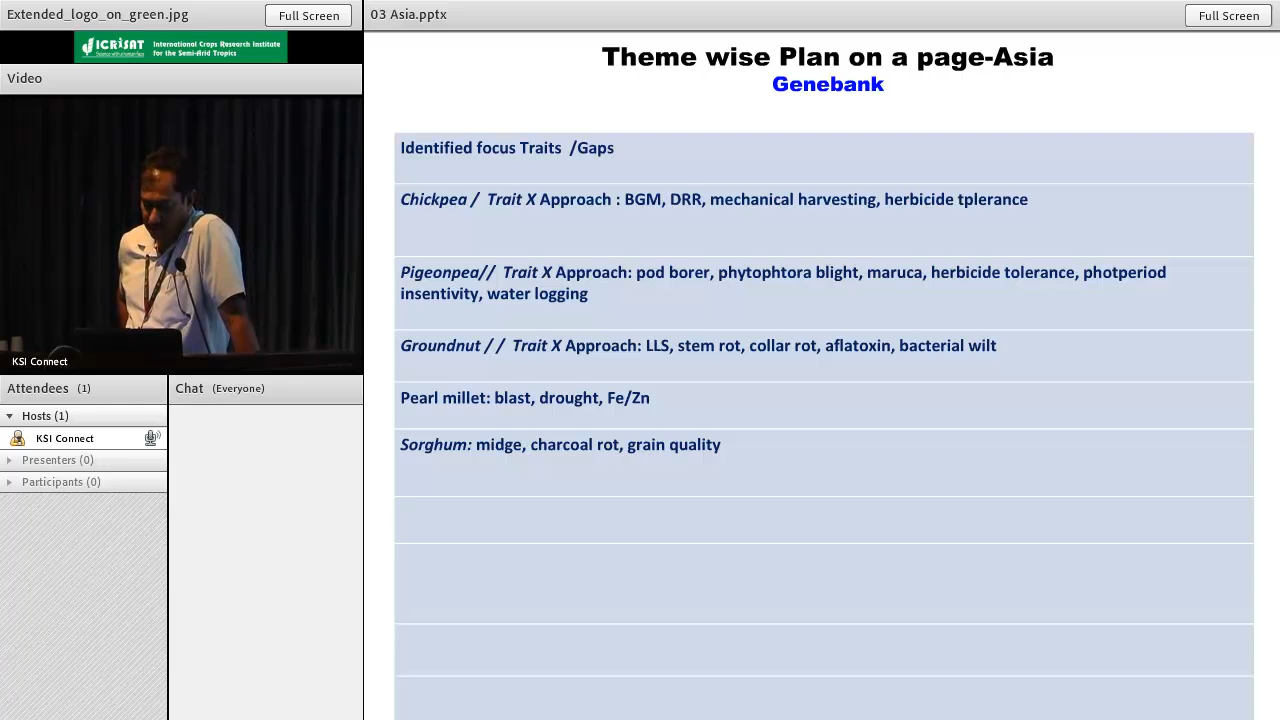 Extended_logo_on_green.jpg
Full Screen
ICRISAT
Science with a human face
International Crops Research Institute
for the Semi-Arid Tropics
Video
KSI Connect
Attendees (1)
Hosts (1)
KSI Connect
Presenters (0)
Participants (0)
Chat (Everyone)
03 Asia.pptx
Full Screen
Theme wise Plan on a page-Asia
Genebank
Identified focus Traits /Gaps
Chickpea / Trait X Approach : BGM, DRR, mechanical harvesting, herbicide tplerance
Pigeonpea// Trait X Approach: pod borer, phytophtora blight, maruca, herbicide tolerance, photperiod
insentivity, water logging
Groundnut / / Trait X Approach: LLS, stem rot, collar rot, aflatoxin, bacterial wilt
Pearl millet: blast, drought, Fe/Zn
Sorghum: midge, charcoal rot, grain quality